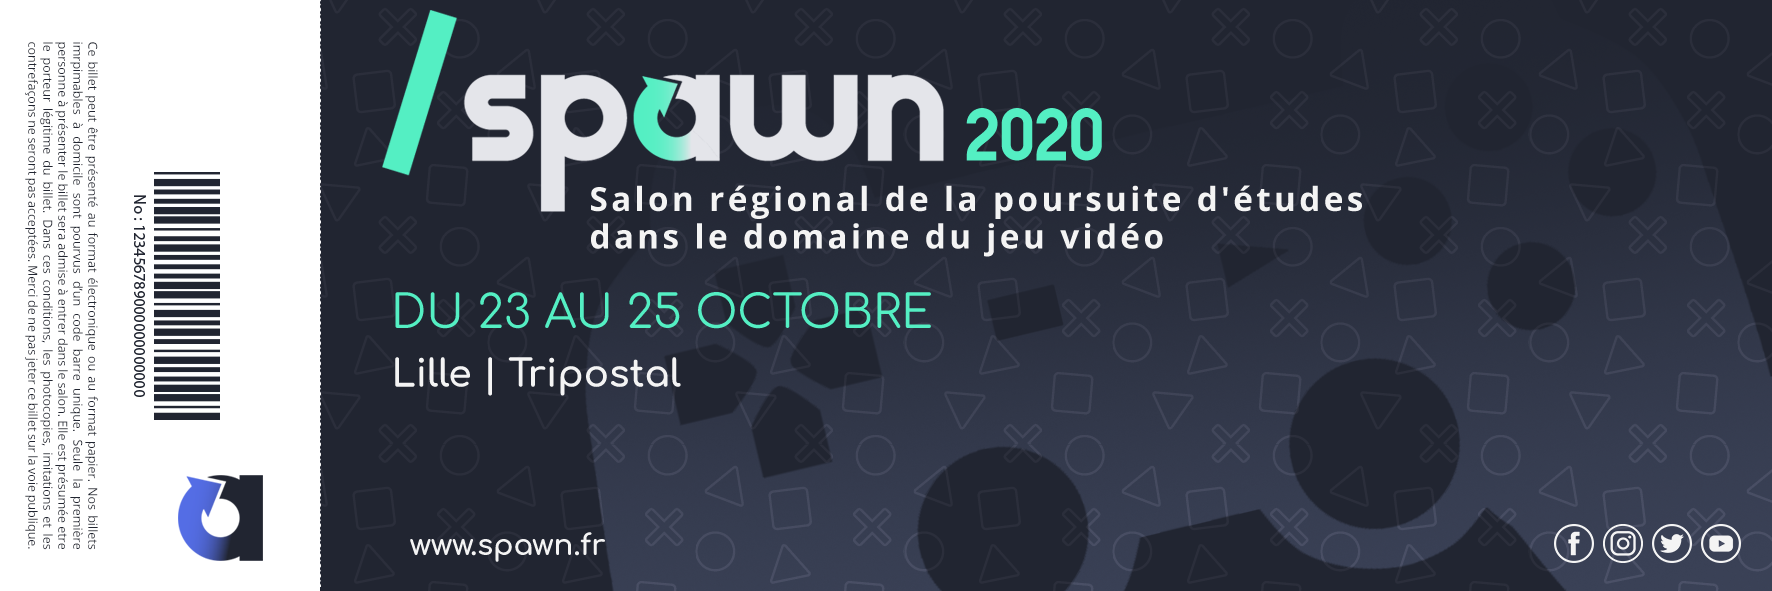 Ce billet peut être présenté au format électronique ou au format papier. Nos billets
imrpimables à domicile sont pourvus d'un code barre unique. Seule la première
personne à présenter le billet sera admise à entrer dans le salon. Elle est présumée etre
le porteur légitime du billet. Dans ces conditions, les photocopies, imitations et les
contrefaçons ne seront pas acceptées. Merci de ne pas jeter ce billet sur la voie publique.
No : 12345678900000000000000
/spawn 2020
Salon régional de la poursuite d'études
dans le domaine du jeu vidéo
DU 23 AU 25 OCTOBRE
Lille | Tripostal
www.spawn.fr